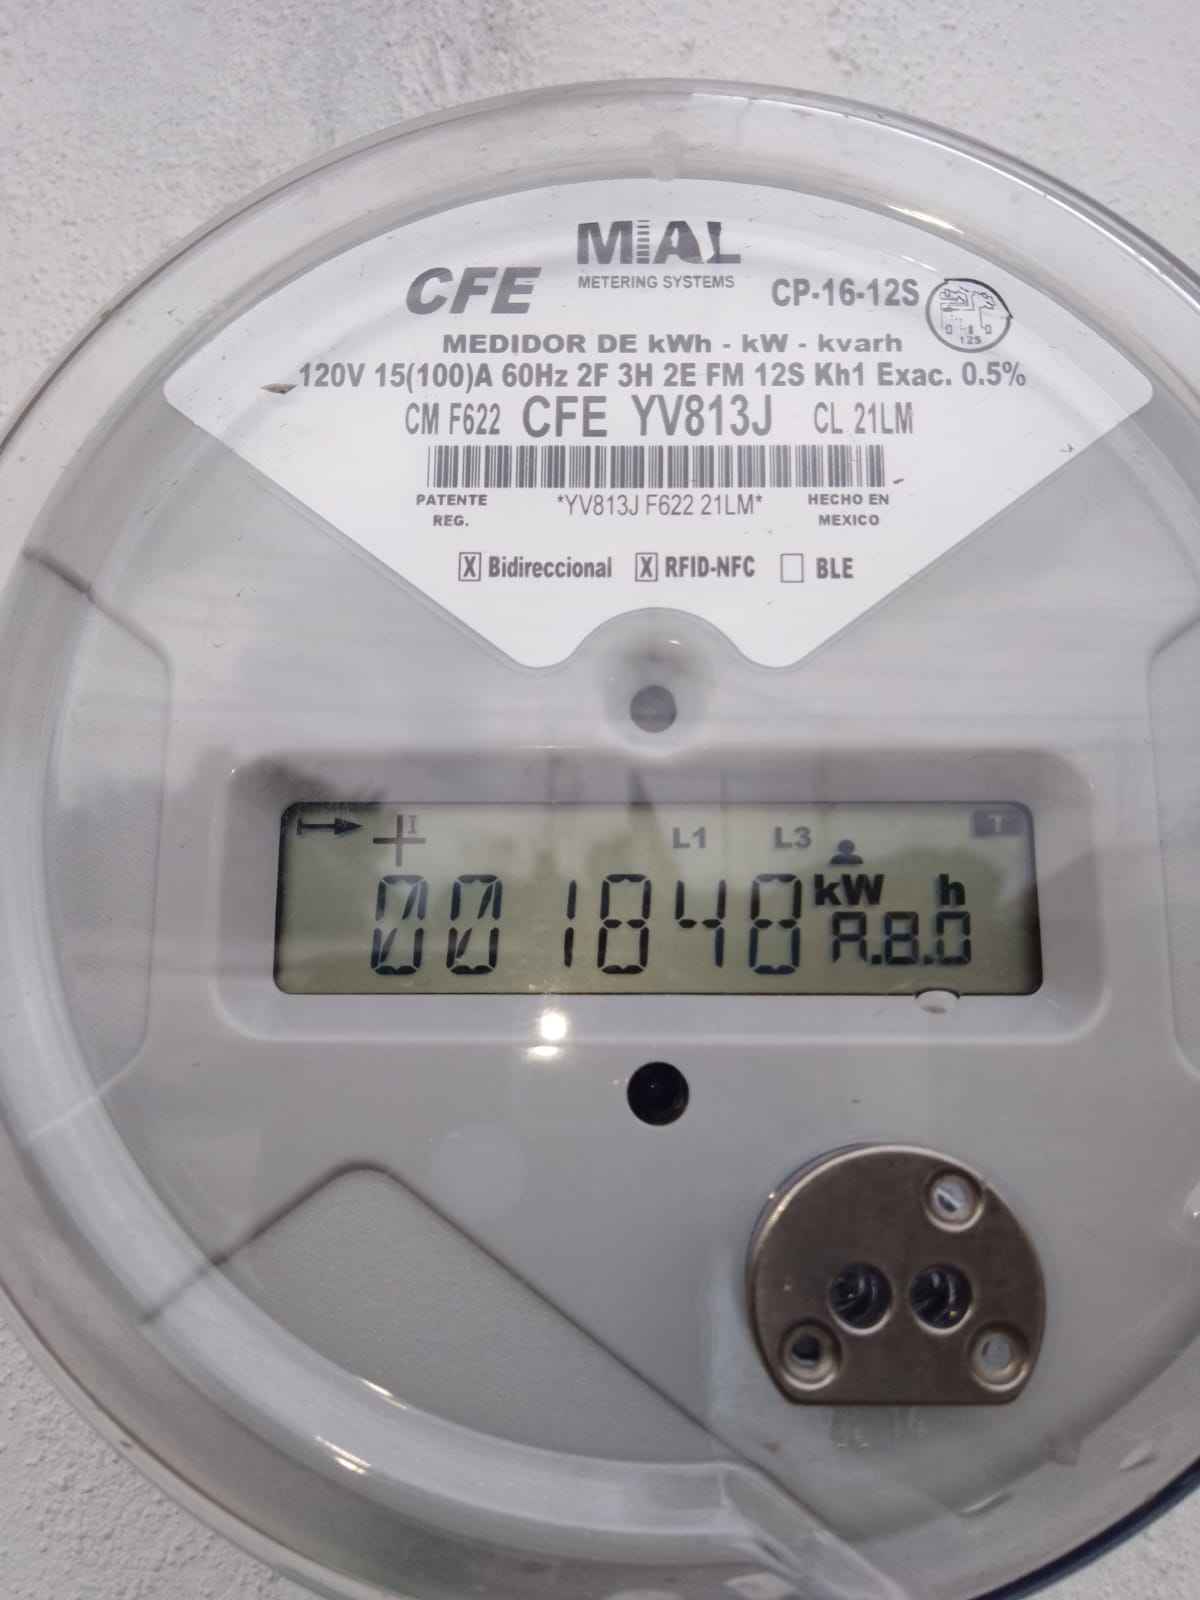 MIAL
METERING SYSTEMS
CFE
CP-16-12S
12S
MEDIDOR DE kWh - kW - kvarh
120V 15(100)A 60Hz 2F 3H 2E FM 12S Kh1 Exac. 0.5%
CM F622 CFE YV813J CL 21LM
PATENTE REG.
*YV813J F622 21LM*
HECHO EN MEXICO
X Bidireccional X RFID-NFC BLE
I L1 L3 T
001848 kW h
A.8.0